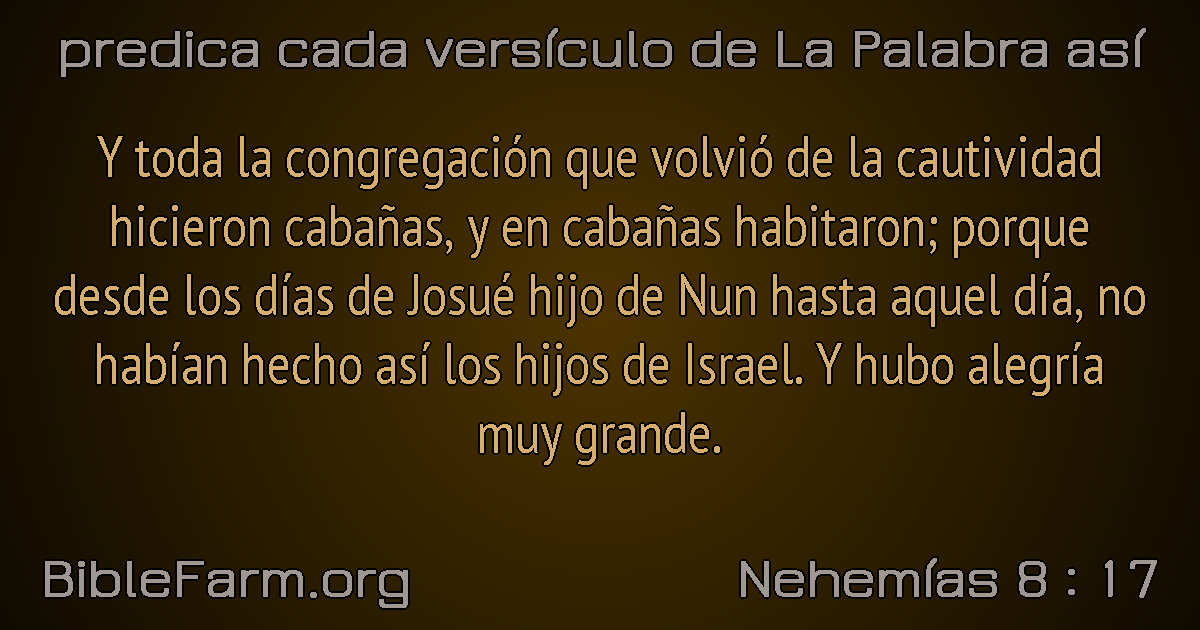 predica cada versículo de La Palabra así
Y toda la congregación que volvió de la cautividad
hicieron cabañas, y en cabañas habitaron; porque
desde los días de Josué hijo de Nun hasta aquel día, no
habían hecho así los hijos de Israel. Y hubo alegría
muy grande.
BibleFarm.org
Nehemías 8 : 17